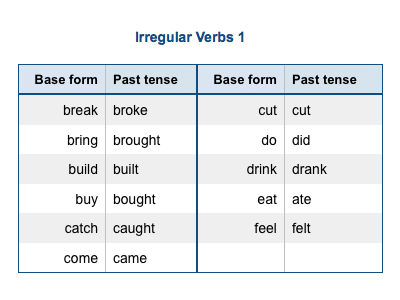 Irregular Verbs 1
Base form Past tense Base form Past tense
break broke cut cut
bring brought do did
build built drink drank
buy bought eat ate
catch caught feel felt
come came